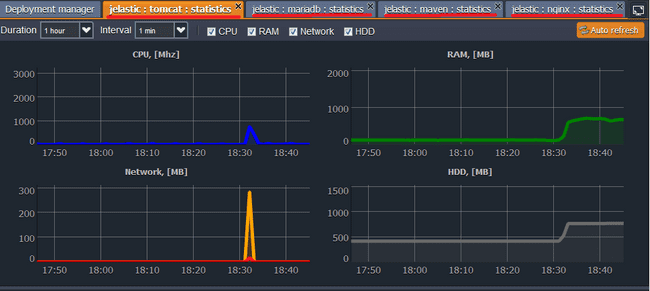 Deployment manager jelastic : tomcat : statistics jelastic : mariadb : statistics jelastic : maven : statistics jelastic : nginx : statistics
Duration 1 hour Interval 1 min CPU RAM Network HDD Auto refresh
CPU, [Mhz]
3000
2000
1000
0
17:50 18:00 18:10 18:20 18:30 18:40
RAM, [MB]
2000
1000
0
17:50 18:00 18:10 18:20 18:30 18:40
Network, [MB]
300
200
100
0
17:50 18:00 18:10 18:20 18:30 18:40
HDD, [MB]
1500
1000
500
0
17:50 18:00 18:10 18:20 18:30 18:40